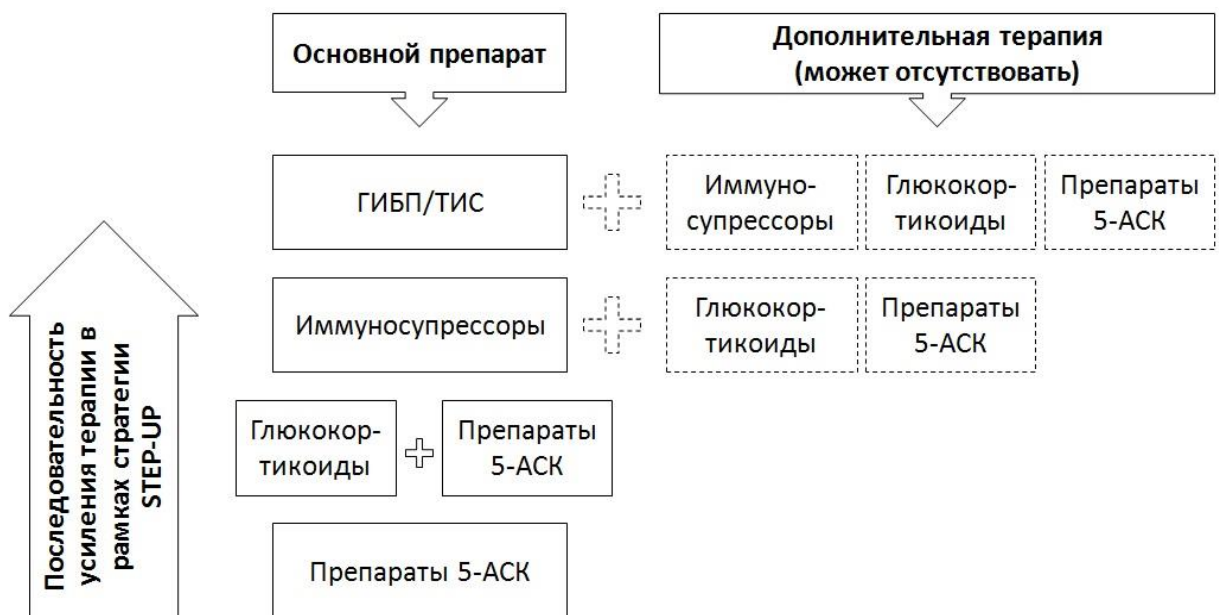 Основной препарат
Дополнительная терапия
(может отсутствовать)
ГИБП/ТИС
Иммуно-
супрессоры
Глюкокор-
тикоиды
Препараты
5-АСК
Иммуносупрессоры
Глюкокор-
тикоиды
Препараты
5-АСК
Глюкокор-
тикоиды
Препараты
5-АСК
Препараты 5-АСК
Последовательность
усиления терапии в
рамках стратегии
STEP-UP